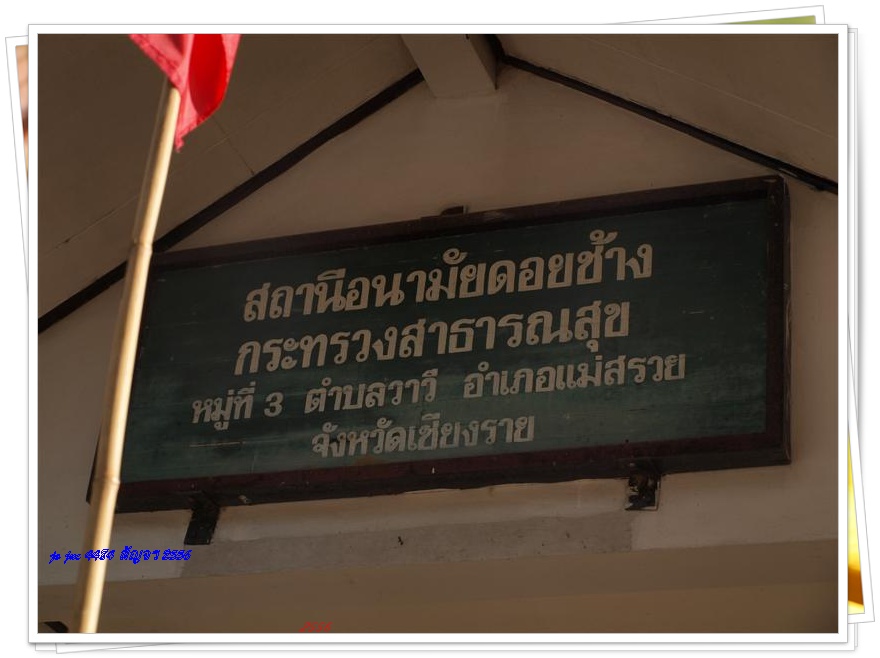 สถานีอนามัยดอยช้าง
กระทรวงสาธารณสุข
หมู่ที่ 3 ตำบลวาวี อำเภอแม่สรวย
จังหวัดเชียงราย